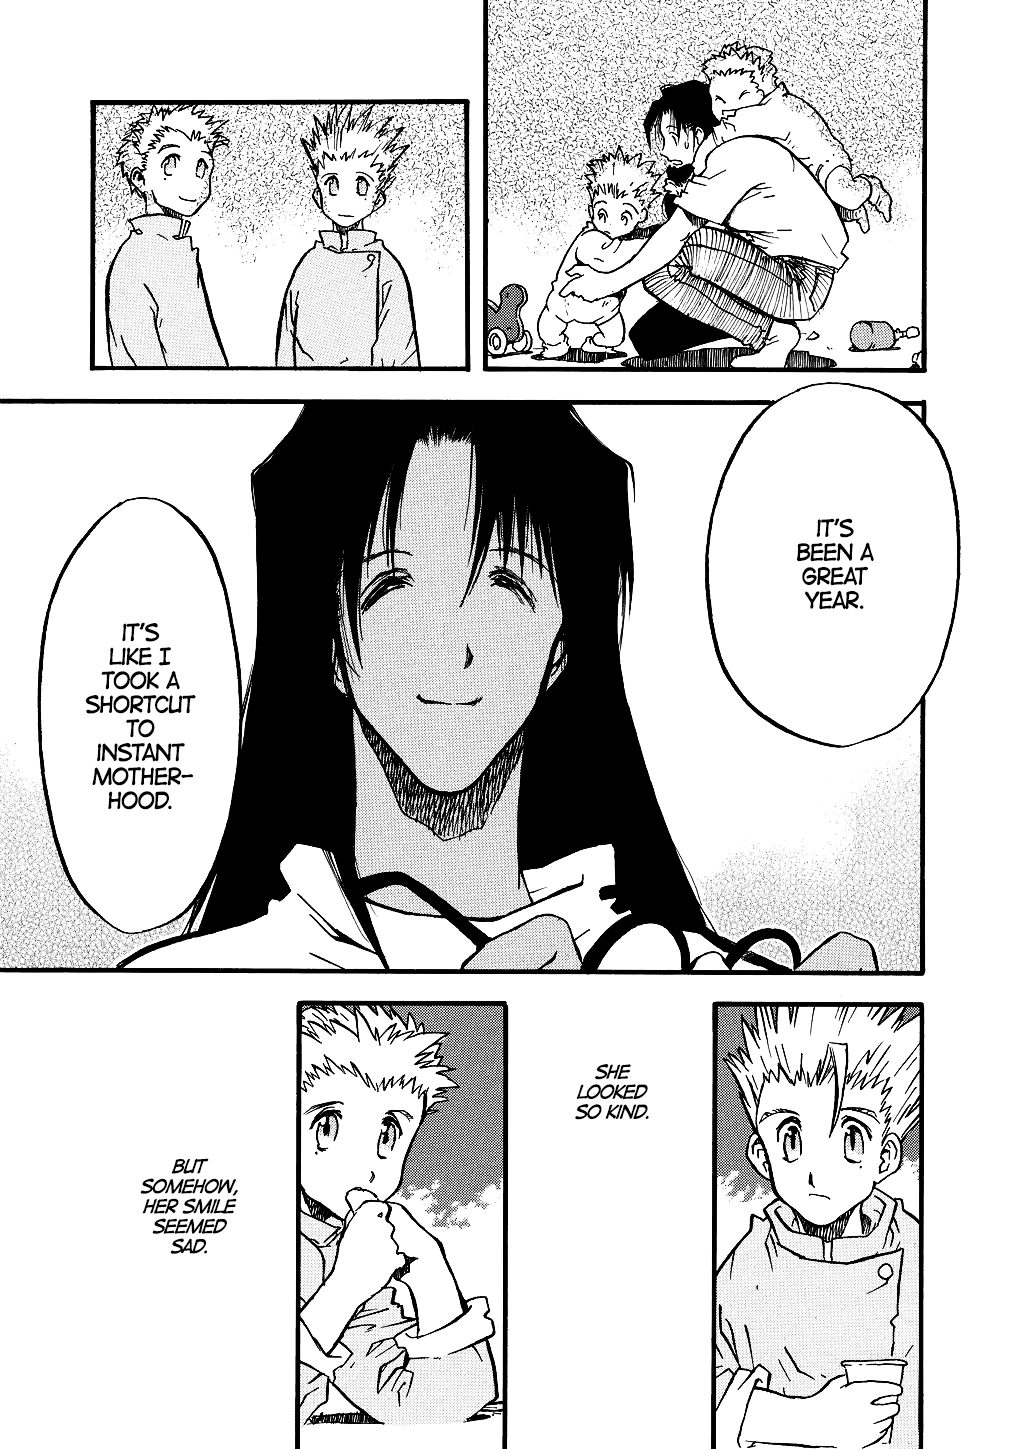 IT'S
BEEN A
GREAT
YEAR.
IT'S
LIKE I
TOOK A
SHORTCUT
TO
INSTANT
MOTHER-
HOOD.
SHE
LOOKED
SO KIND.
BUT
SOMEHOW,
HER SMILE
SEEMED
SAD.